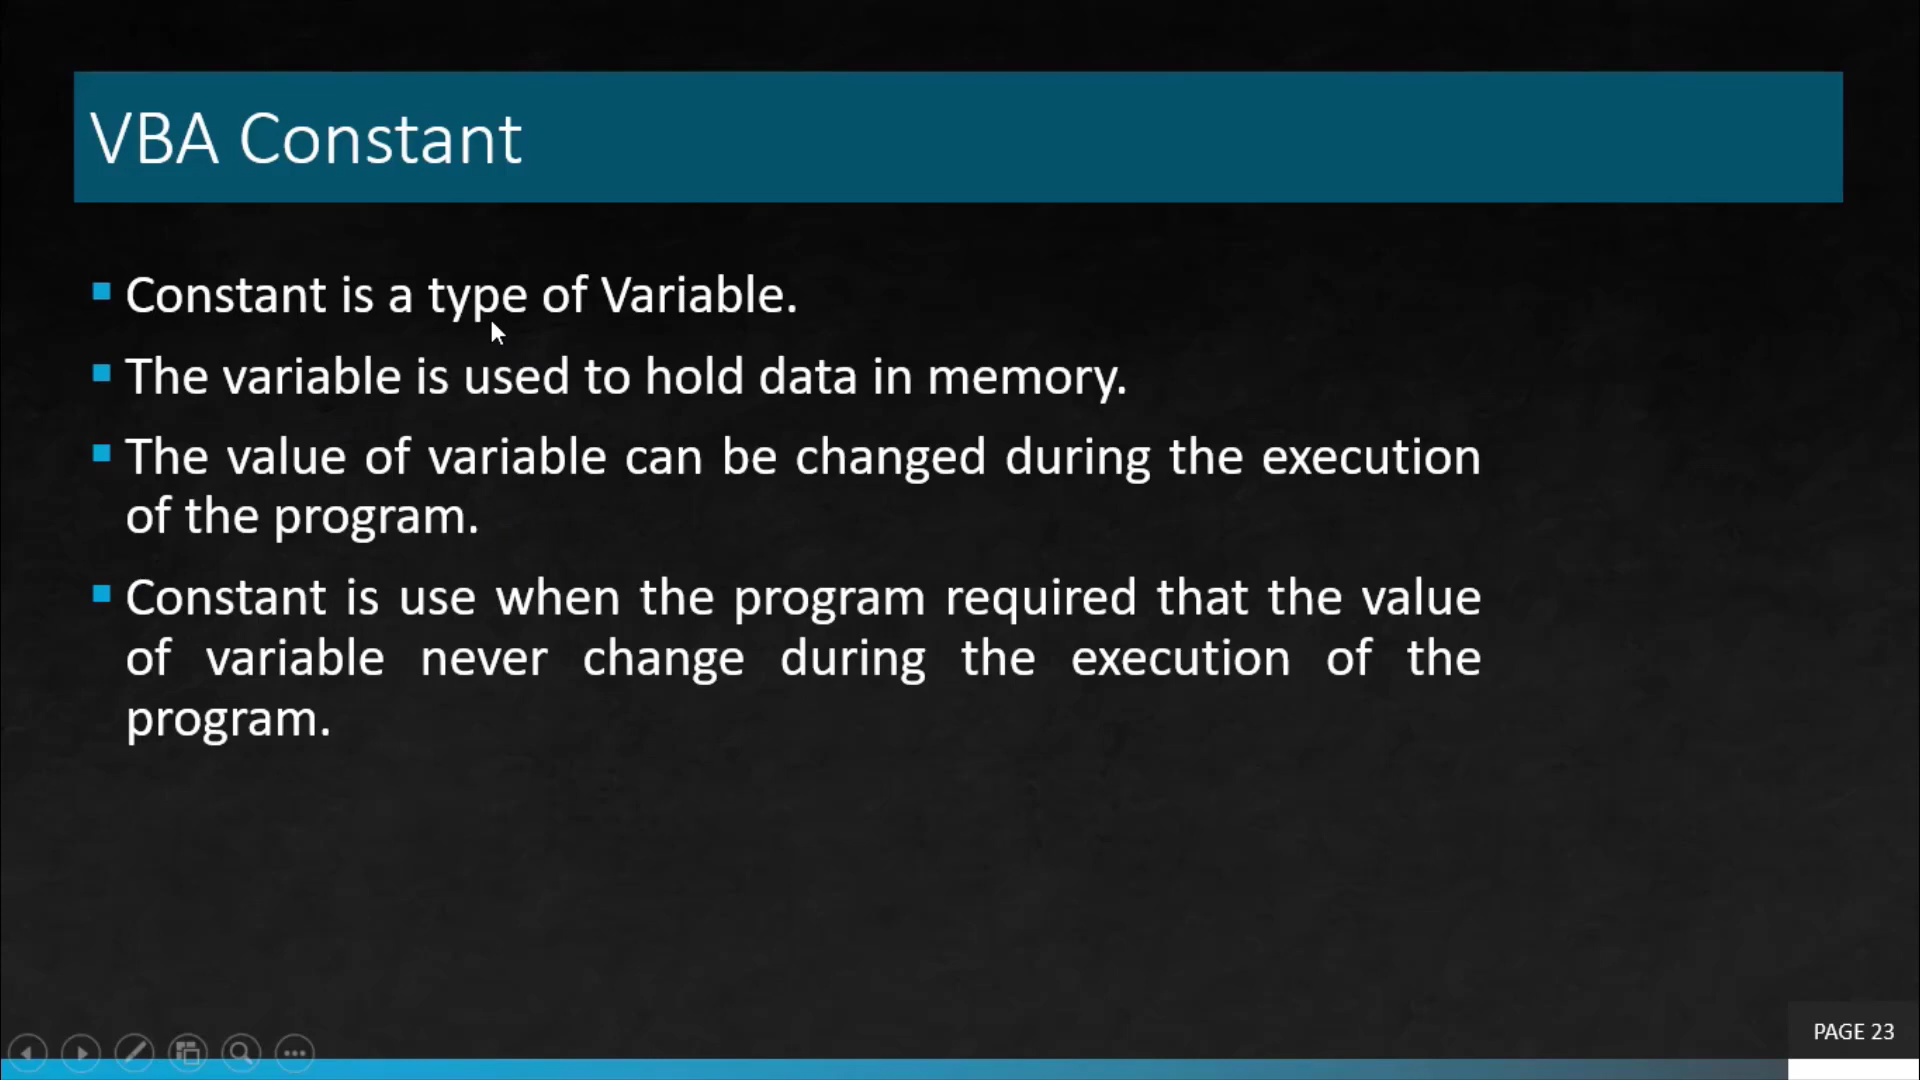 VBA Constant
Constant is a type of Variable.
The variable is used to hold data in memory.
The value of variable can be changed during the execution
of the program.
Constant is use when the program required that the value
of variable never change during the execution of the
program.
PAGE 23